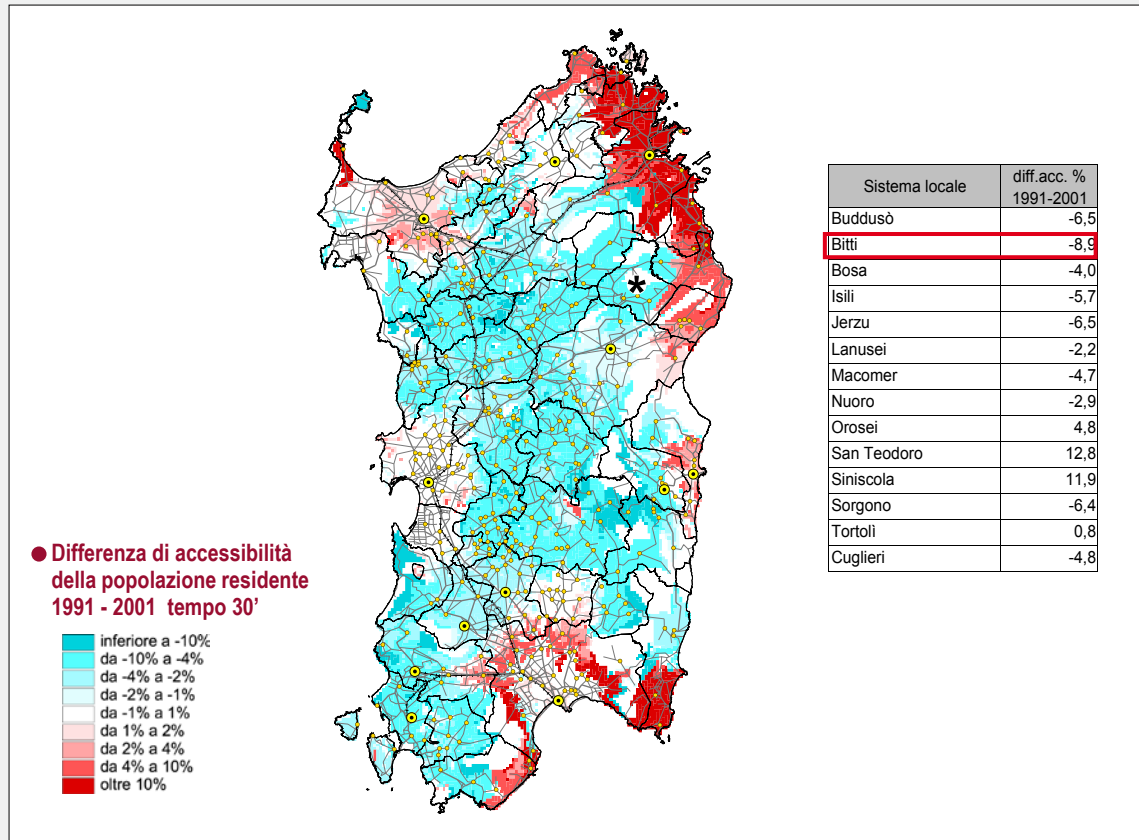 Sistema locale diff.acc. % 1991-2001
Buddusò -6,5
Bitti -8,9
Bosa -4,0
Isili -5,7
Jerzu -6,5
Lanusei -2,2
Macomer -4,7
Nuoro -2,9
Orosei 4,8
San Teodoro 12,8
Siniscola 11,9
Sorgono -6,4
Tortolì 0,8
Cuglieri -4,8
*
Differenza di accessibilità
della popolazione residente
1991 - 2001 tempo 30'
inferiore a -10%
da -10% a -4%
da -4% a -2%
da -2% a -1%
da -1% a 1%
da 1% a 2%
da 2% a 4%
da 4% a 10%
oltre 10%